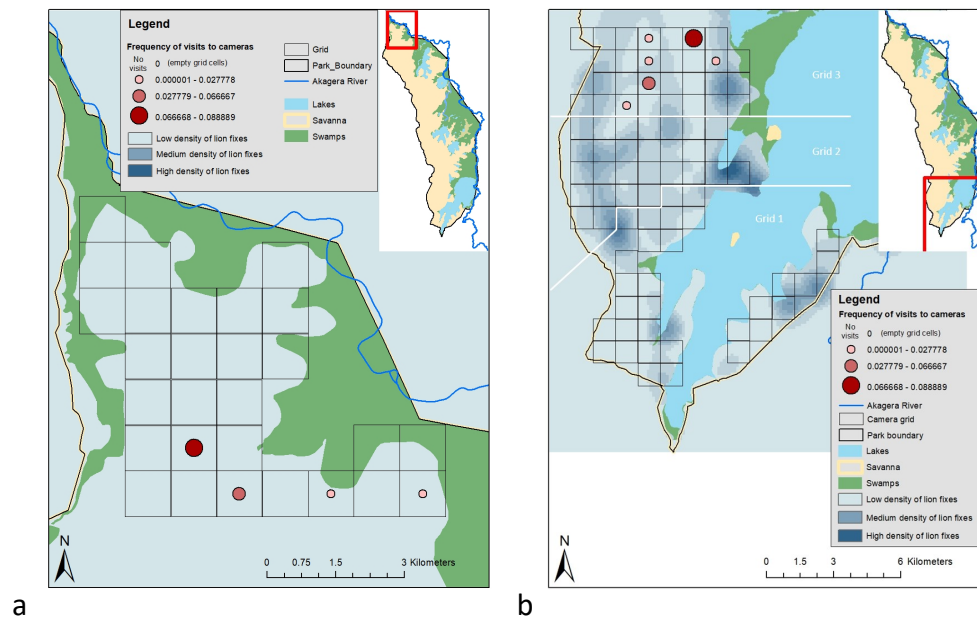 Legend
Frequency of visits to cameras
No visits 0 (empty grid cells)
0.000001 - 0.027778
0.027779 - 0.066667
0.066668 - 0.088889
Low density of lion fixes
Medium density of lion fixes
High density of lion fixes
Grid
Park_Boundary
Akagera River
Lakes
Savanna
Swamps
N
0 0.75 1.5 3 Kilometers
a
Grid 3
Grid 2
Grid 1
Legend
Frequency of visits to cameras
No visits 0 (empty grid cells)
0.000001 - 0.027778
0.027779 - 0.066667
0.066668 - 0.088889
Akagera River
Camera grid
Park boundary
Lakes
Savanna
Swamps
Low density of lion fixes
Medium density of lion fixes
High density of lion fixes
N
0 1.5 3 6 Kilometers
b